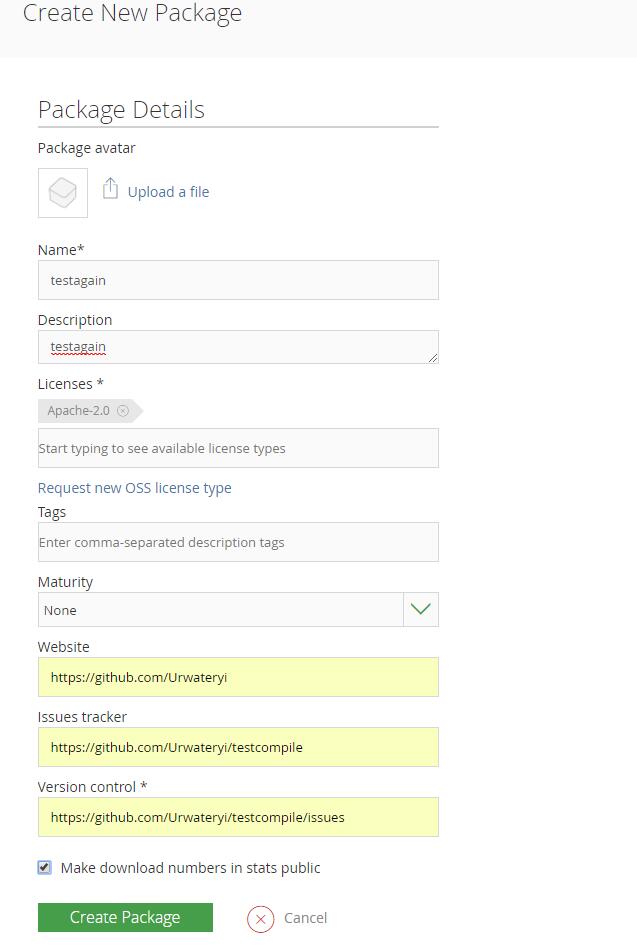 Create New Package
Package Details
Package avatar
Upload a file
Name*
testagain
Description
testagain
Licenses *
Apache-2.0
Start typing to see available license types
Request new OSS license type
Tags
Enter comma-separated description tags
Maturity
None
Website
https://github.com/Urwateryi
Issues tracker
https://github.com/Urwateryi/testcompile
Version control *
https://github.com/Urwateryi/testcompile/issues
Make download numbers in stats public
Create Package
Cancel